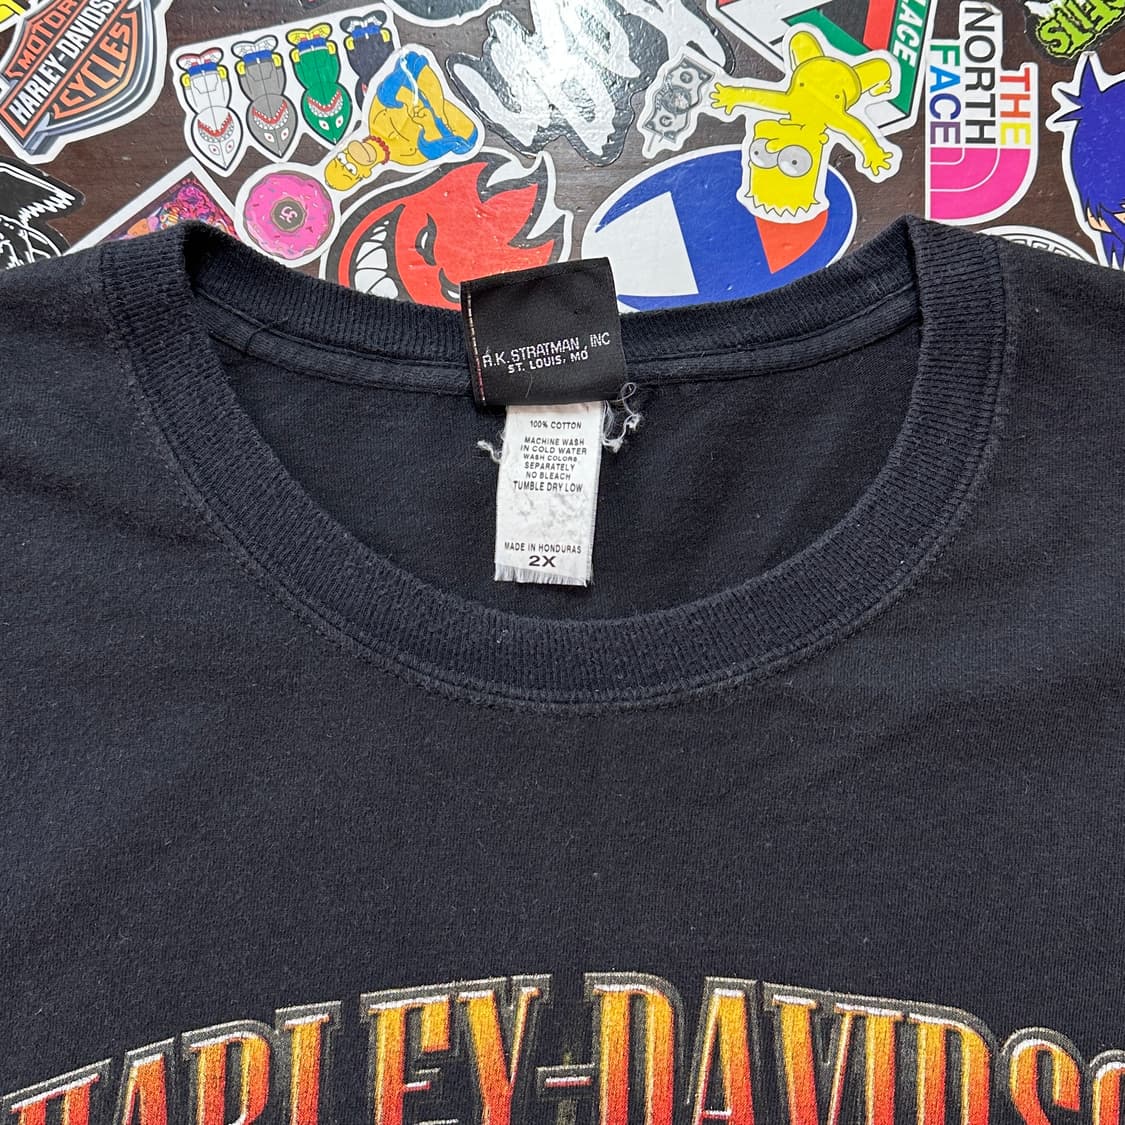 MOTOR
HARLEY-DAVIDSON
CYCLES
PALACE
THE
NORTH
FACE
R.K. STRATMAN, INC
ST. LOUIS, MO
100% COTTON
MACHINE WASH
IN COLD WATER
WASH COLORS
SEPARATELY
NO BLEACH
TUMBLE DRY LOW
MADE IN HONDURAS
2X
HARLEY-DAVIDSO